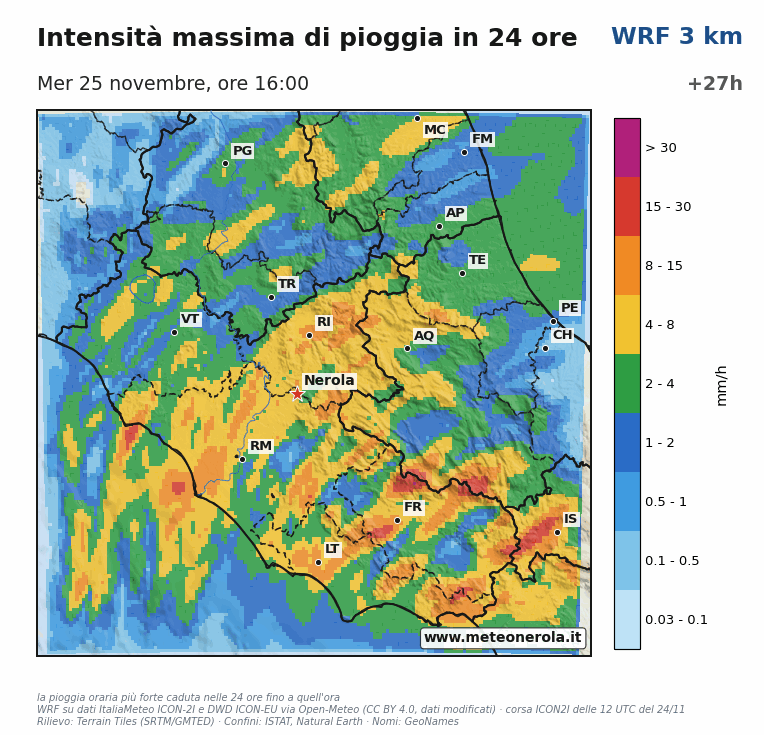 Intensità massima di pioggia in 24 ore
WRF 3 km
Mer 25 novembre, ore 16:00
+27h
MC
FM
PG
AP
TE
TR
PE
VT
RI
AQ
CH
Nerola
RM
FR
IS
LT
www.meteonerola.it
> 30
15 - 30
8 - 15
4 - 8
2 - 4
1 - 2
0.5 - 1
0.1 - 0.5
0.03 - 0.1
mm/h
la pioggia oraria più forte caduta nelle 24 ore fino a quell'ora
WRF su dati ItaliaMeteo ICON-2I e DWD ICON-EU via Open-Meteo (CC BY 4.0, dati modificati) · corsa ICON2I delle 12 UTC del 24/11
Rilievo: Terrain Tiles (SRTM/GMTED) · Confini: ISTAT, Natural Earth · Nomi: GeoNames